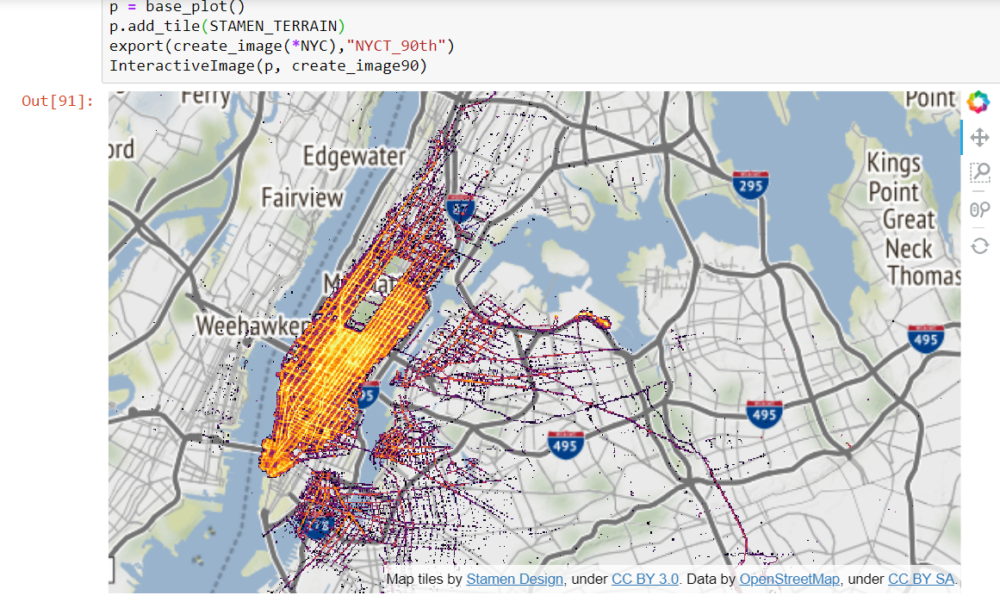 p = base_plot()
p.add_tile(STAMEN_TERRAIN)
export(create_image(*NYC),"NYCT_90th")
InteractiveImage(p, create_image90)
Out[91]:
Ferry
Point
Edgewater
Kings
Point
Fairview
295
87
Great
Neck
Thomas
Weehawken
495
95
495
495
78
Map tiles by Stamen Design, under CC BY 3.0. Data by OpenStreetMap, under CC BY SA.